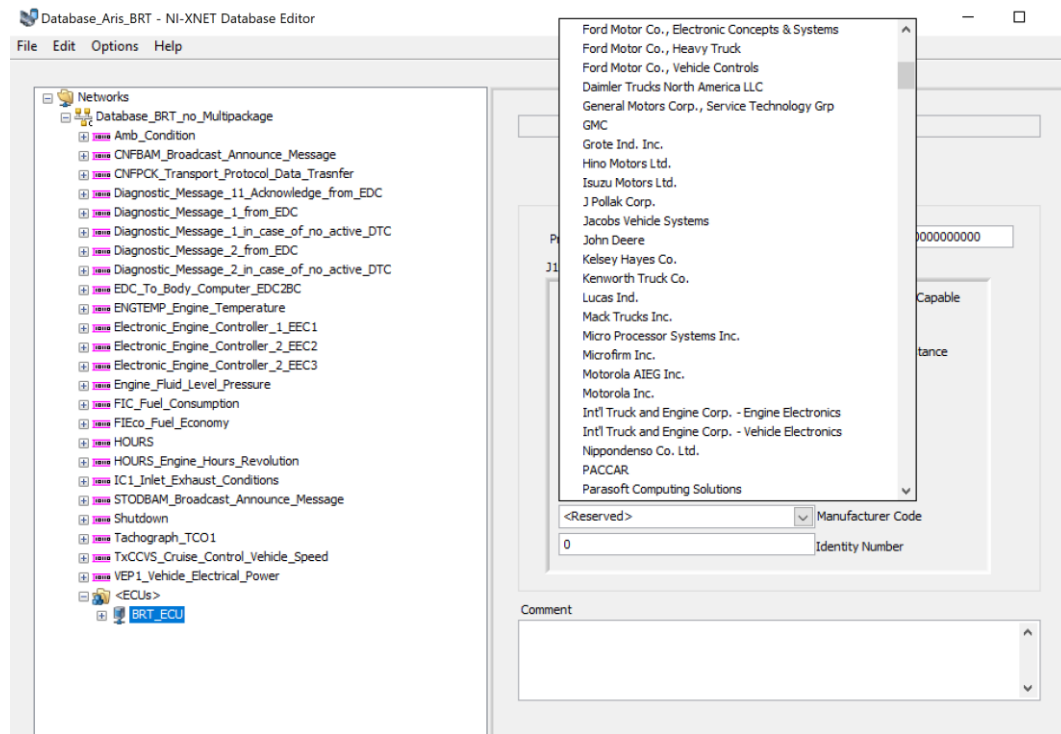 Database_Aris_BRT - NI-XNET Database Editor
File Edit Options Help
Networks
Database_BRT_no_Multipackage
Amb_Condition
CNFBAM_Broadcast_Announce_Message
CNFPCK_Transport_Protocol_Data_Trasnfer
Diagnostic_Message_11_Acknowledge_from_EDC
Diagnostic_Message_1_from_EDC
Diagnostic_Message_1_in_case_of_no_active_DTC
Diagnostic_Message_2_from_EDC
Diagnostic_Message_2_in_case_of_no_active_DTC
EDC_To_Body_Computer_EDC2BC
ENGTEMP_Engine_Temperature
Electronic_Engine_Controller_1_EEC1
Electronic_Engine_Controller_2_EEC2
Electronic_Engine_Controller_2_EEC3
Engine_Fluid_Level_Pressure
FIC_Fuel_Consumption
FIEco_Fuel_Economy
HOURS
HOURS_Engine_Hours_Revolution
IC1_Inlet_Exhaust_Conditions
STODBAM_Broadcast_Announce_Message
Shutdown
Tachograph_TCO1
TxCCVS_Cruise_Control_Vehicle_Speed
VEP1_Vehicle_Electrical_Power
<ECUs>
BRT_ECU
Ford Motor Co., Electronic Concepts & Systems
Ford Motor Co., Heavy Truck
Ford Motor Co., Vehicle Controls
Daimler Trucks North America LLC
General Motors Corp., Service Technology Grp
GMC
Grote Ind. Inc.
Hino Motors Ltd.
Isuzu Motors Ltd.
J Pollak Corp.
Jacobs Vehicle Systems
John Deere
Kelsey Hayes Co.
Kenworth Truck Co.
Lucas Ind.
Mack Trucks Inc.
Micro Processor Systems Inc.
Microfirm Inc.
Motorola AIEG Inc.
Motorola Inc.
Int'l Truck and Engine Corp. - Engine Electronics
Int'l Truck and Engine Corp. - Vehicle Electronics
Nippondenso Co. Ltd.
PACCAR
Parasoft Computing Solutions
J1
0000000000
Capable
tance
<Reserved> Manufacturer Code
0 Identity Number
Comment